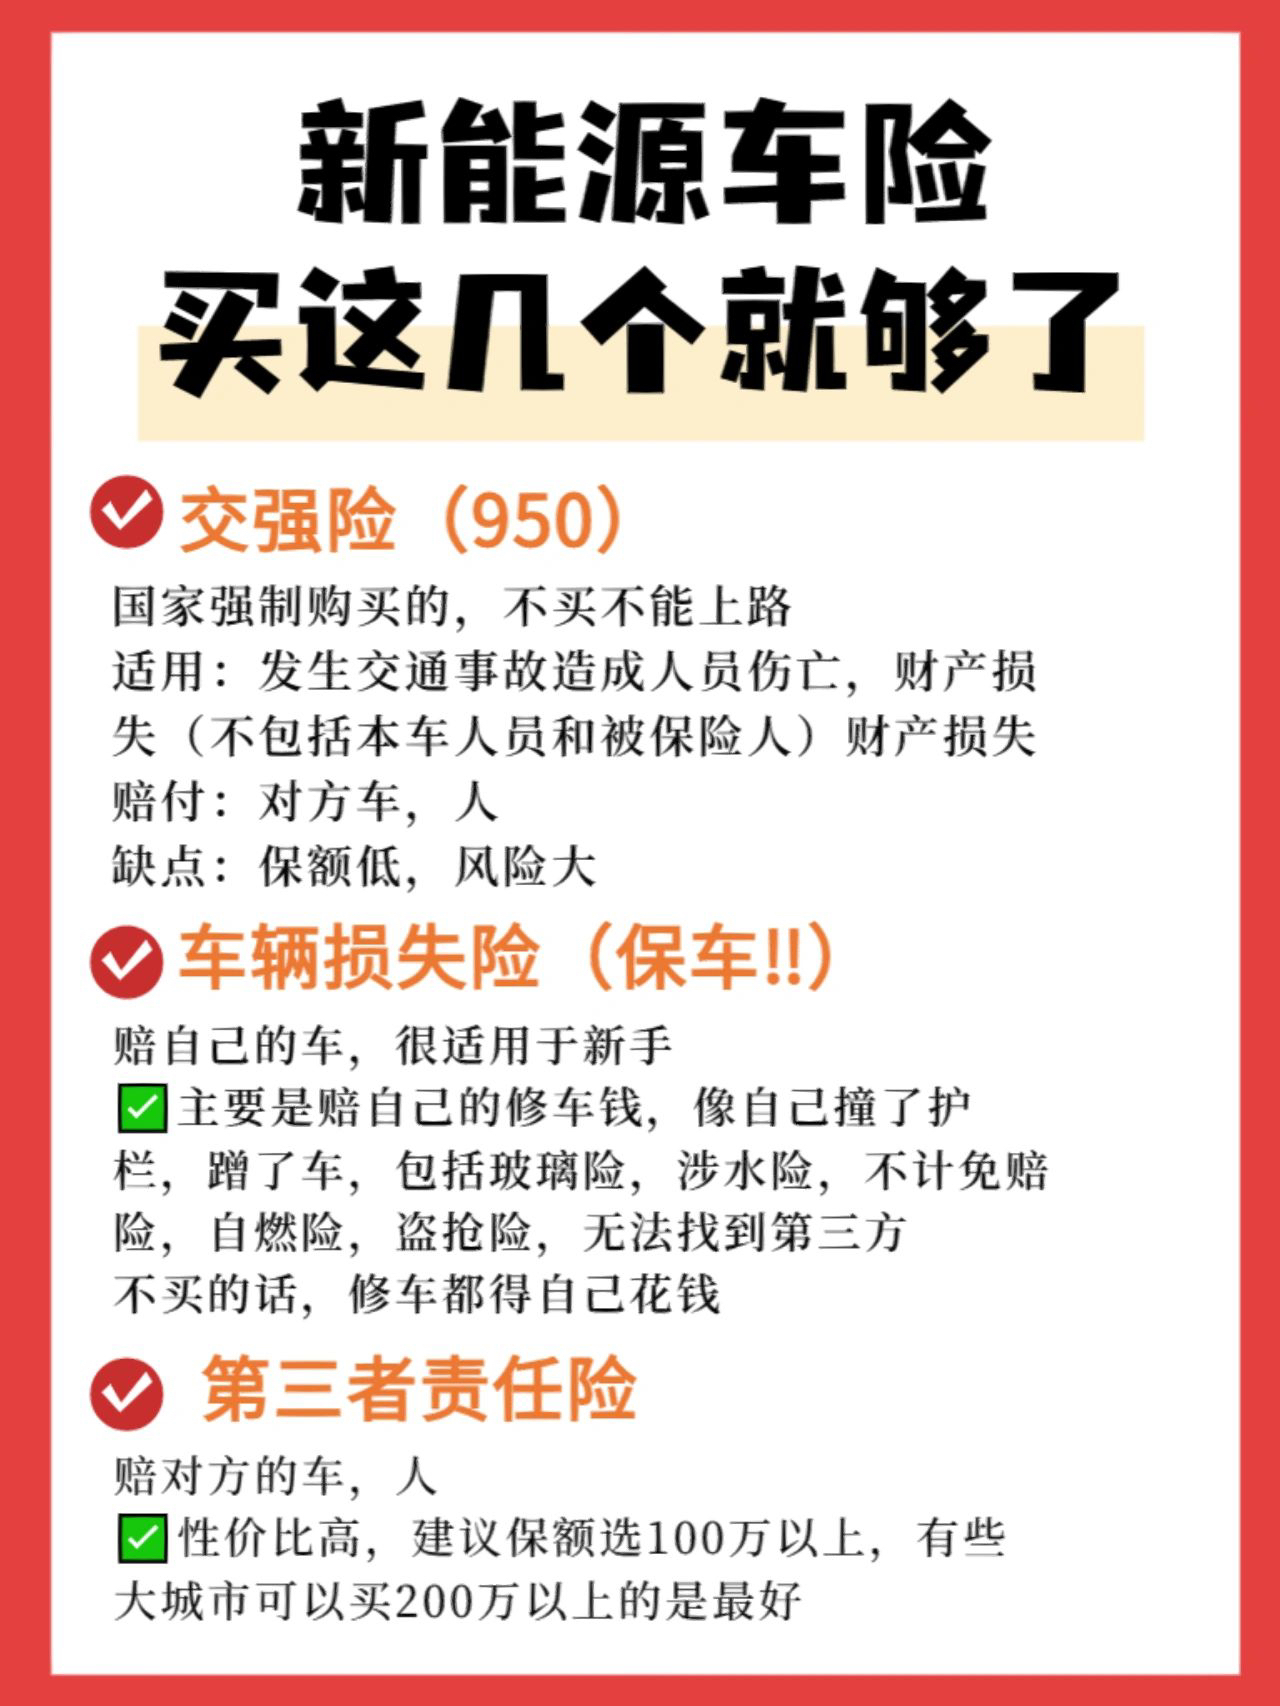 新能源车险
买这几个就够了
交强险（950）
国家强制购买的，不买不能上路
适用：发生交通事故造成人员伤亡，财产损
失（不包括本车人员和被保险人）财产损失
赔付：对方车，人
缺点：保额低，风险大
车辆损失险（保车!!）
赔自己的车，很适用于新手
✅主要是赔自己的修车钱，像自己撞了护
栏，蹭了车，包括玻璃险，涉水险，不计免赔
险，自燃险，盗抢险，无法找到第三方
不买的话，修车都得自己花钱
第三者责任险
赔对方的车，人
✅性价比高，建议保额选100万以上，有些
大城市可以买200万以上的是最好